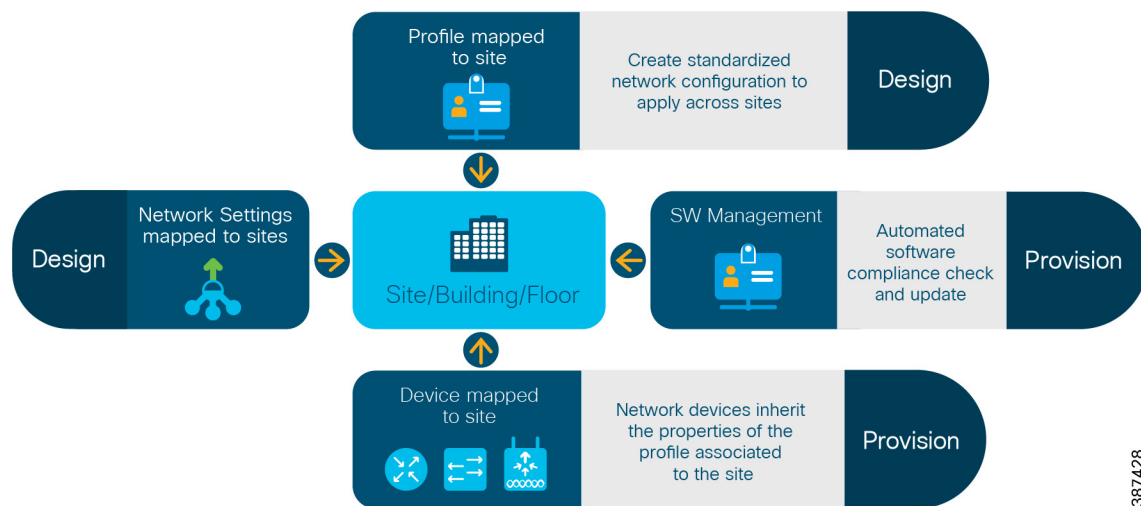 Profile mapped
to site
Create standardized
network configuration to
apply across sites
Design
Design
Network Settings
mapped to sites
Site/Building/Floor
SW Management
Automated
software
compliance check
and update
Provision
Device mapped
to site
Network devices inherit
the properties of the
profile associated
to the site
Provision
387428